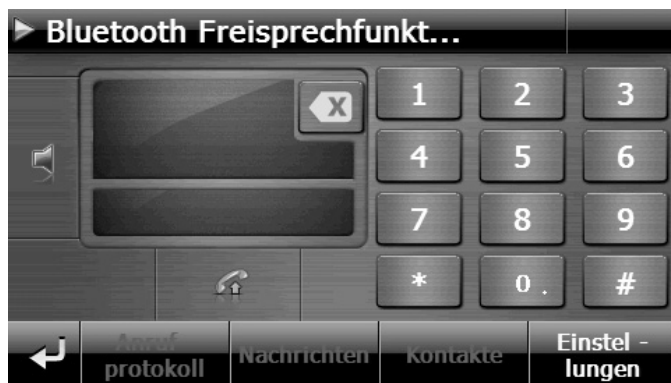 Bluetooth Freisprechfunkt...
X
1 2 3
4 5 6
7 8 9
* 0 . #
Anruf
protokoll
Nachrichten
Kontakte
Einstel -
lungen